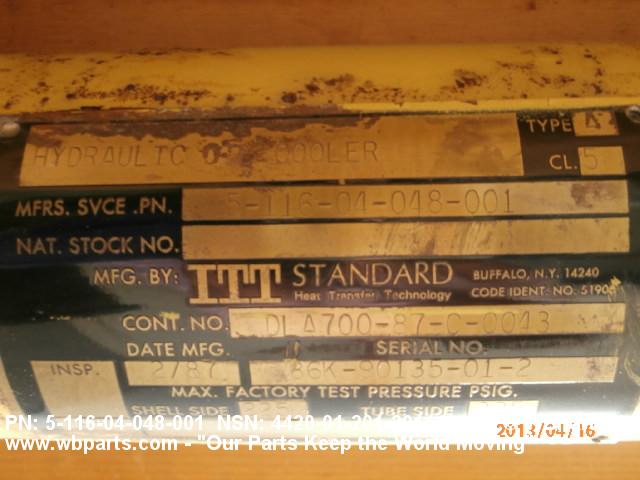 TYPE 4
HYDRAULIC COOLER
CL. 5
MFRS. SVCE .PN. 5-116-04-048-001
NAT. STOCK NO.
MFG. BY: ITT STANDARD BUFFALO, N.Y. 14240
Heat Transfer Technology CODE IDENT. NO. 51906
CONT. NO. DLA700-87-C-0043
DATE MFG. SERIAL NO.
INSP. 2/87 86K-90135-01-2
MAX. FACTORY TEST PRESSURE PSIG.
SHELL SIDE TUBE SIDE
PN: 5-116-04-048-001 NSN:
2013/04/16
www.wbparts.com - "Our Parts Keep the World Moving